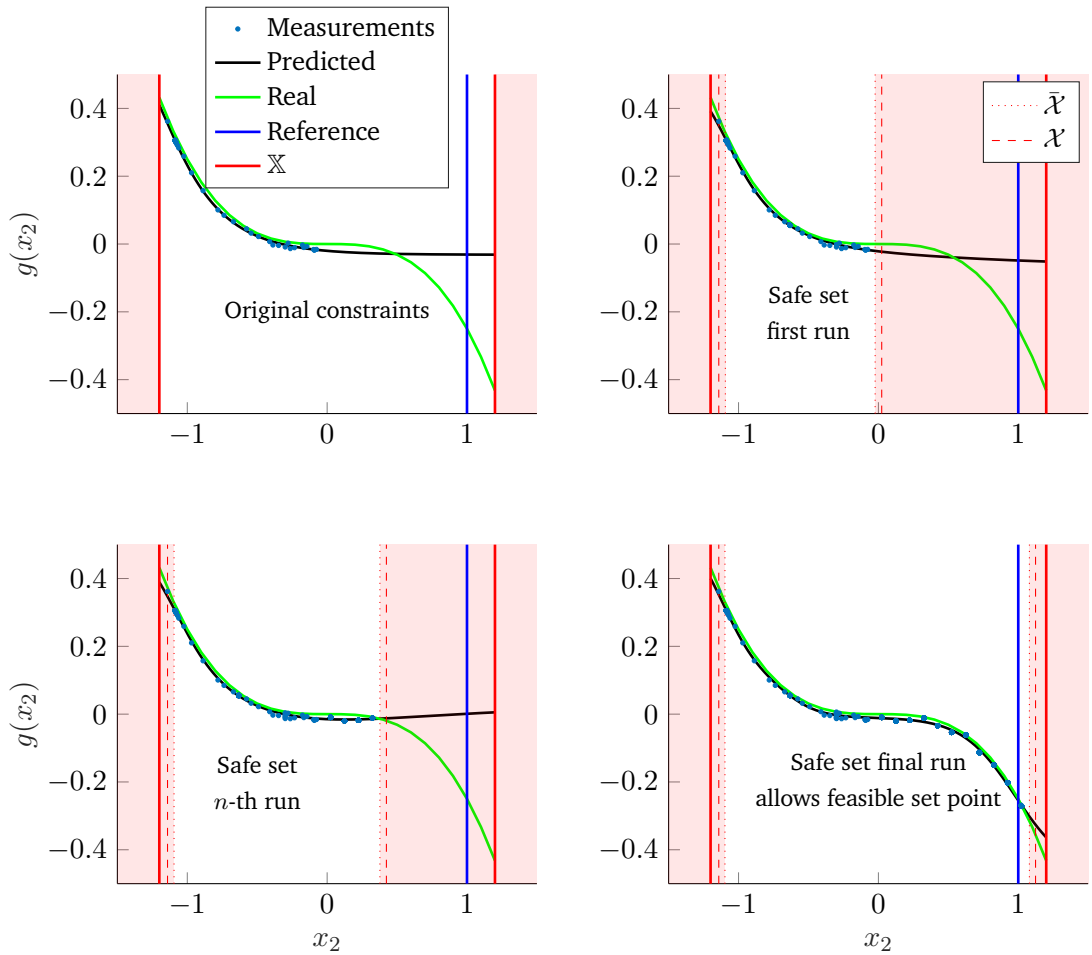 Measurements
Predicted
Real
Reference
𝕏
g(x₂)
0.4
0.2
0
−0.2
−0.4
Original constraints
−1
0
1
0.4
0.2
0
−0.2
−0.4
𝒳̄
𝒳
Safe set
first run
−1
0
1
g(x₂)
0.4
0.2
0
−0.2
−0.4
Safe set
n-th run
−1
0
1
x₂
0.4
0.2
0
−0.2
−0.4
Safe set final run
allows feasible set point
−1
0
1
x₂